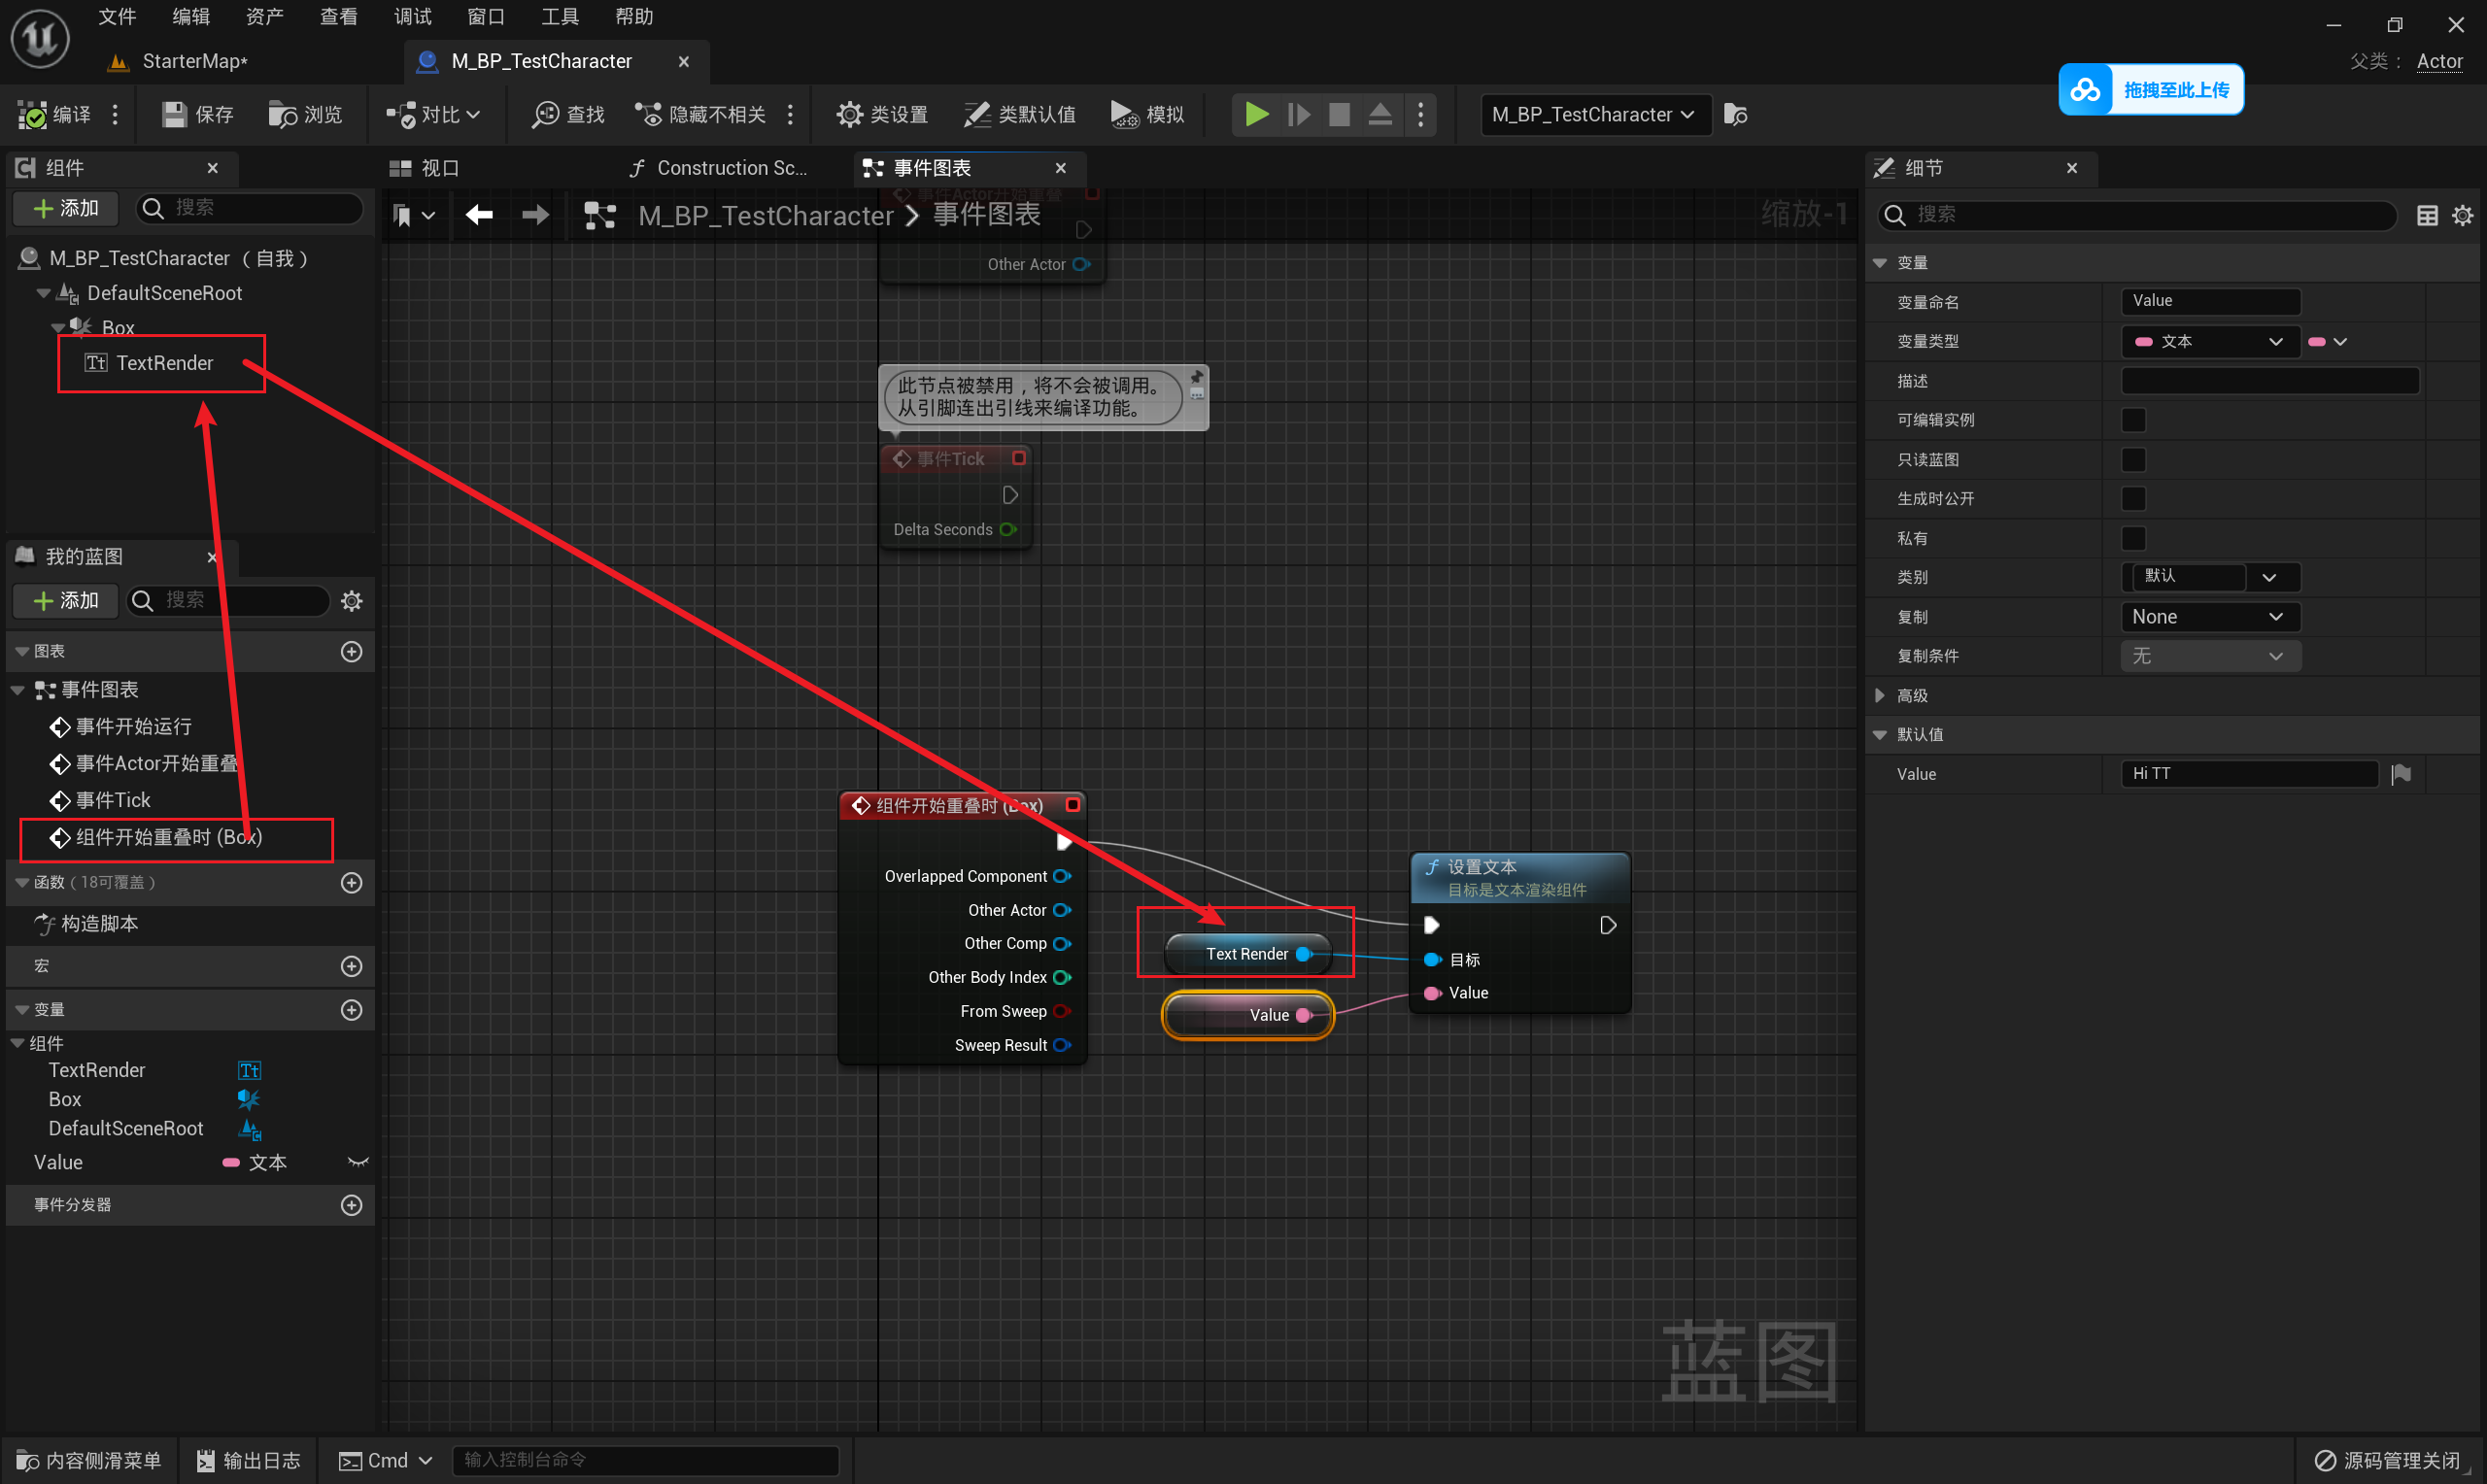 文件 编辑 资产 查看 调试 窗口 工具 帮助
StarterMap*
M_BP_TestCharacter
父类： Actor
拖拽至此上传
编译 保存 浏览 对比 查找 隐藏不相关 类设置 类默认值 模拟 M_BP_TestCharacter
组件
添加
搜索
M_BP_TestCharacter （自我）
DefaultSceneRoot
Box
TextRender
我的蓝图
添加
搜索
图表
事件图表
事件开始运行
事件Actor开始重叠
事件Tick
组件开始重叠时 (Box)
函数（18可覆盖）
构造脚本
宏
变量
组件
TextRender
Box
DefaultSceneRoot
Value 文本
事件分发器
视口
Construction Sc...
事件图表
M_BP_TestCharacter > 事件图表
缩放-1
事件Actor开始重叠
Other Actor
此节点被禁用，将不会被调用。
从引脚连出引线来编译功能。
事件Tick
Delta Seconds
组件开始重叠时 (Box)
Overlapped Component
Other Actor
Other Comp
Other Body Index
From Sweep
Sweep Result
Text Render
Value
设置文本
目标是文本渲染组件
目标
Value
蓝图
细节
搜索
变量
变量命名 Value
变量类型 文本
描述
可编辑实例
只读蓝图
生成时公开
私有
类别 默认
复制 None
复制条件 无
高级
默认值
Value Hi TT
内容侧滑菜单 输出日志 Cmd 输入控制台命令
源码管理关闭